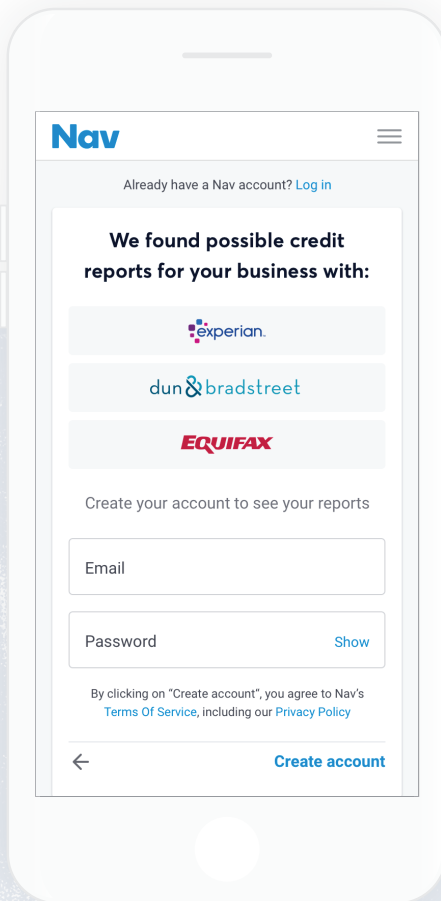 Nav
Already have a Nav account? Log in
We found possible credit
reports for your business with:
experian.
dun & bradstreet
EQUIFAX
Create your account to see your reports
Email
Password Show
By clicking on “Create account”, you agree to Nav’s
Terms Of Service, including our Privacy Policy
Create account